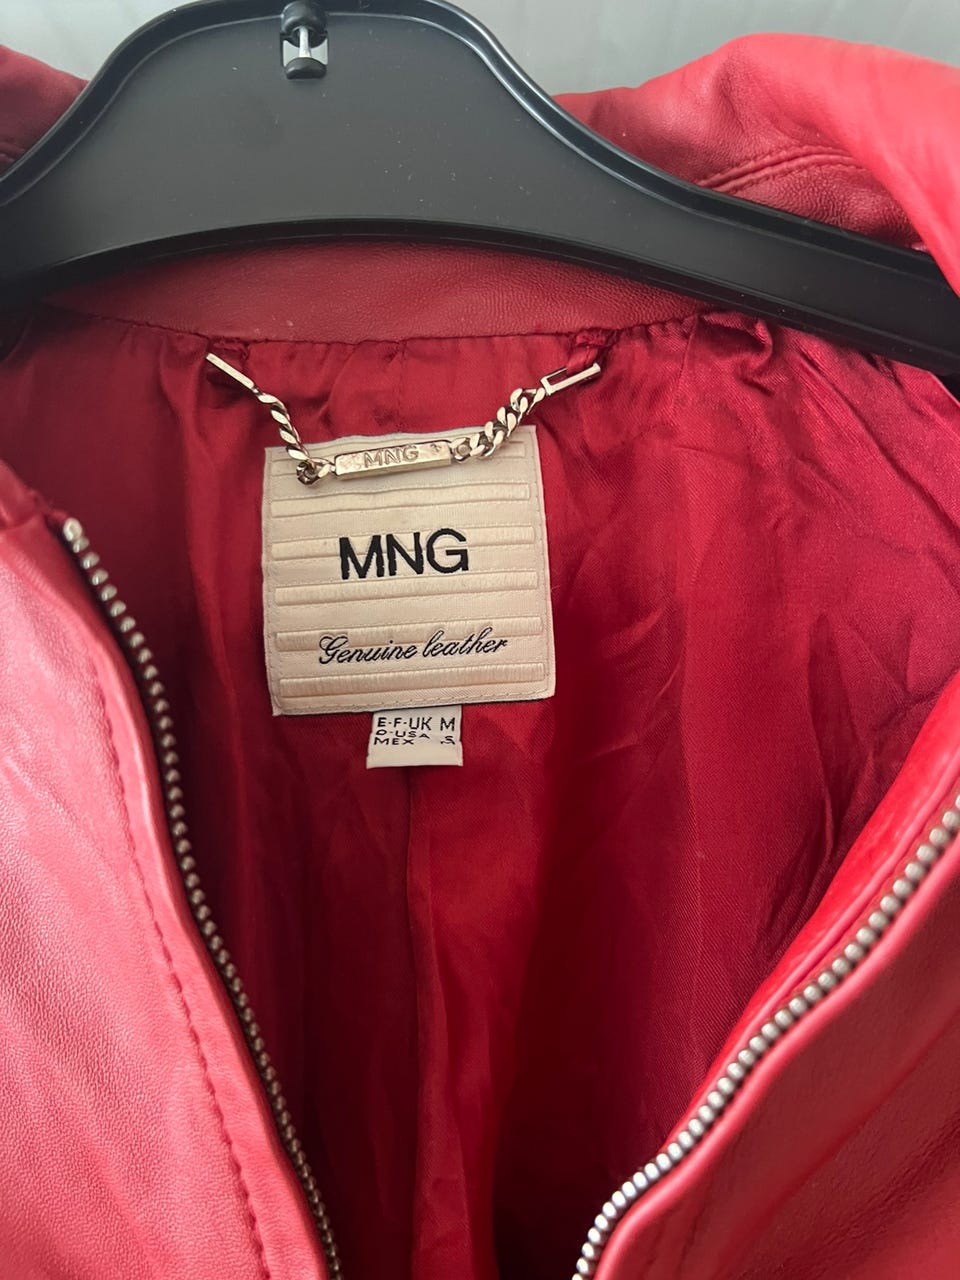 MNG
MNG
Genuine leather
E-F-UK M
D-USA S
MEX